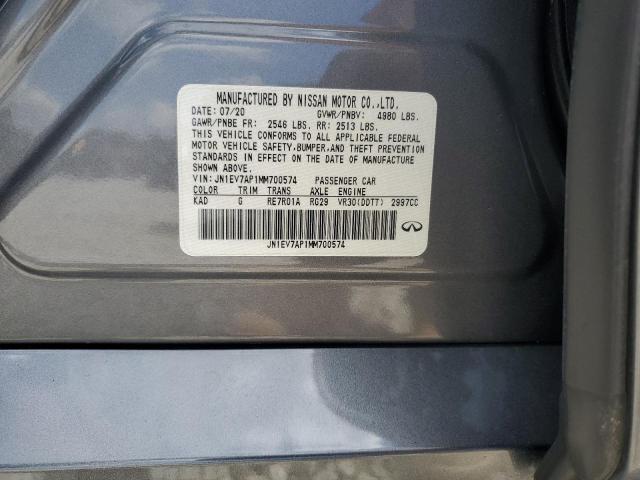 MANUFACTURED BY NISSAN MOTOR CO.,LTD.
DATE: 07/20 GVWR/PNBV: 4980 LBS.
GAWR/PNBE FR: 2546 LBS. RR: 2513 LBS.
THIS VEHICLE CONFORMS TO ALL APPLICABLE FEDERAL
MOTOR VEHICLE SAFETY,BUMPER,AND THEFT PREVENTION
STANDARDS IN EFFECT ON THE DATE OF MANUFACTURE
SHOWN ABOVE.
VIN: JN1EV7AP1MM700574 PASSENGER CAR
COLOR TRIM TRANS AXLE ENGINE
KAD G RE7R01A RG29 VR30(DDTT) 2997CC
JN1EV7AP1MM700574